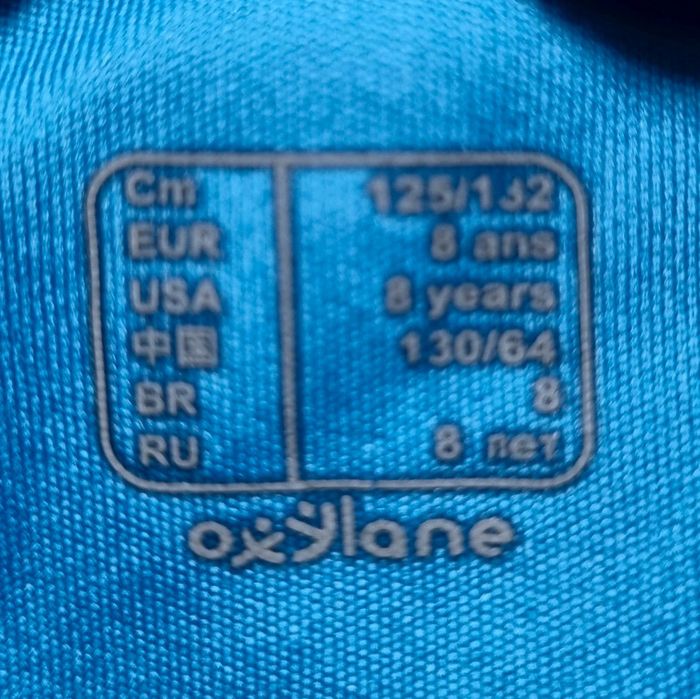 Cm 125/132
EUR 8 ans
USA 8 years
中国 130/64
BR 8
RU 8 лет
oxylane